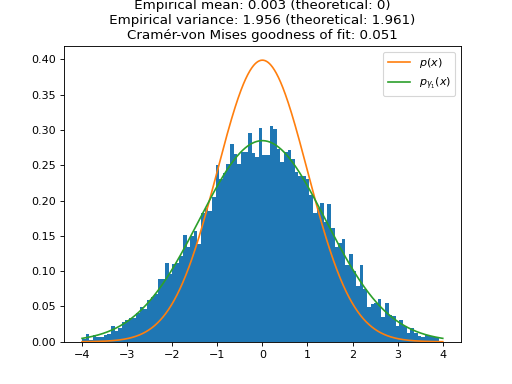 Empirical mean: 0.003 (theoretical: 0)
Empirical variance: 1.956 (theoretical: 1.961)
Cramér-von Mises goodness of fit: 0.051
p(x)
pγ₁(x)
0.40
0.35
0.30
0.25
0.20
0.15
0.10
0.05
0.00
−4 −3 −2 −1 0 1 2 3 4